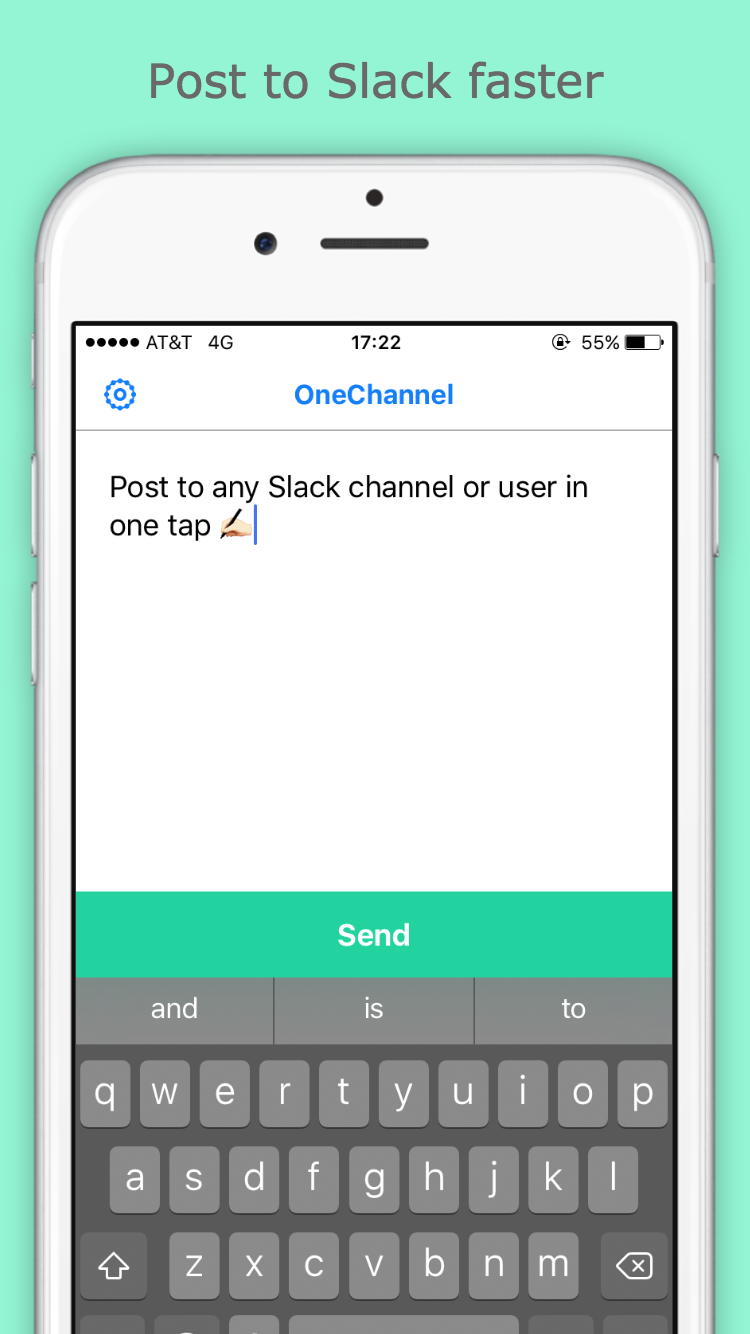 Post to Slack faster
AT&T 4G 17:22 55%
OneChannel
Post to any Slack channel or user in
one tap ✍🏻
Send
and is to
q w e r t y u i o p
a s d f g h j k l
z x c v b n m